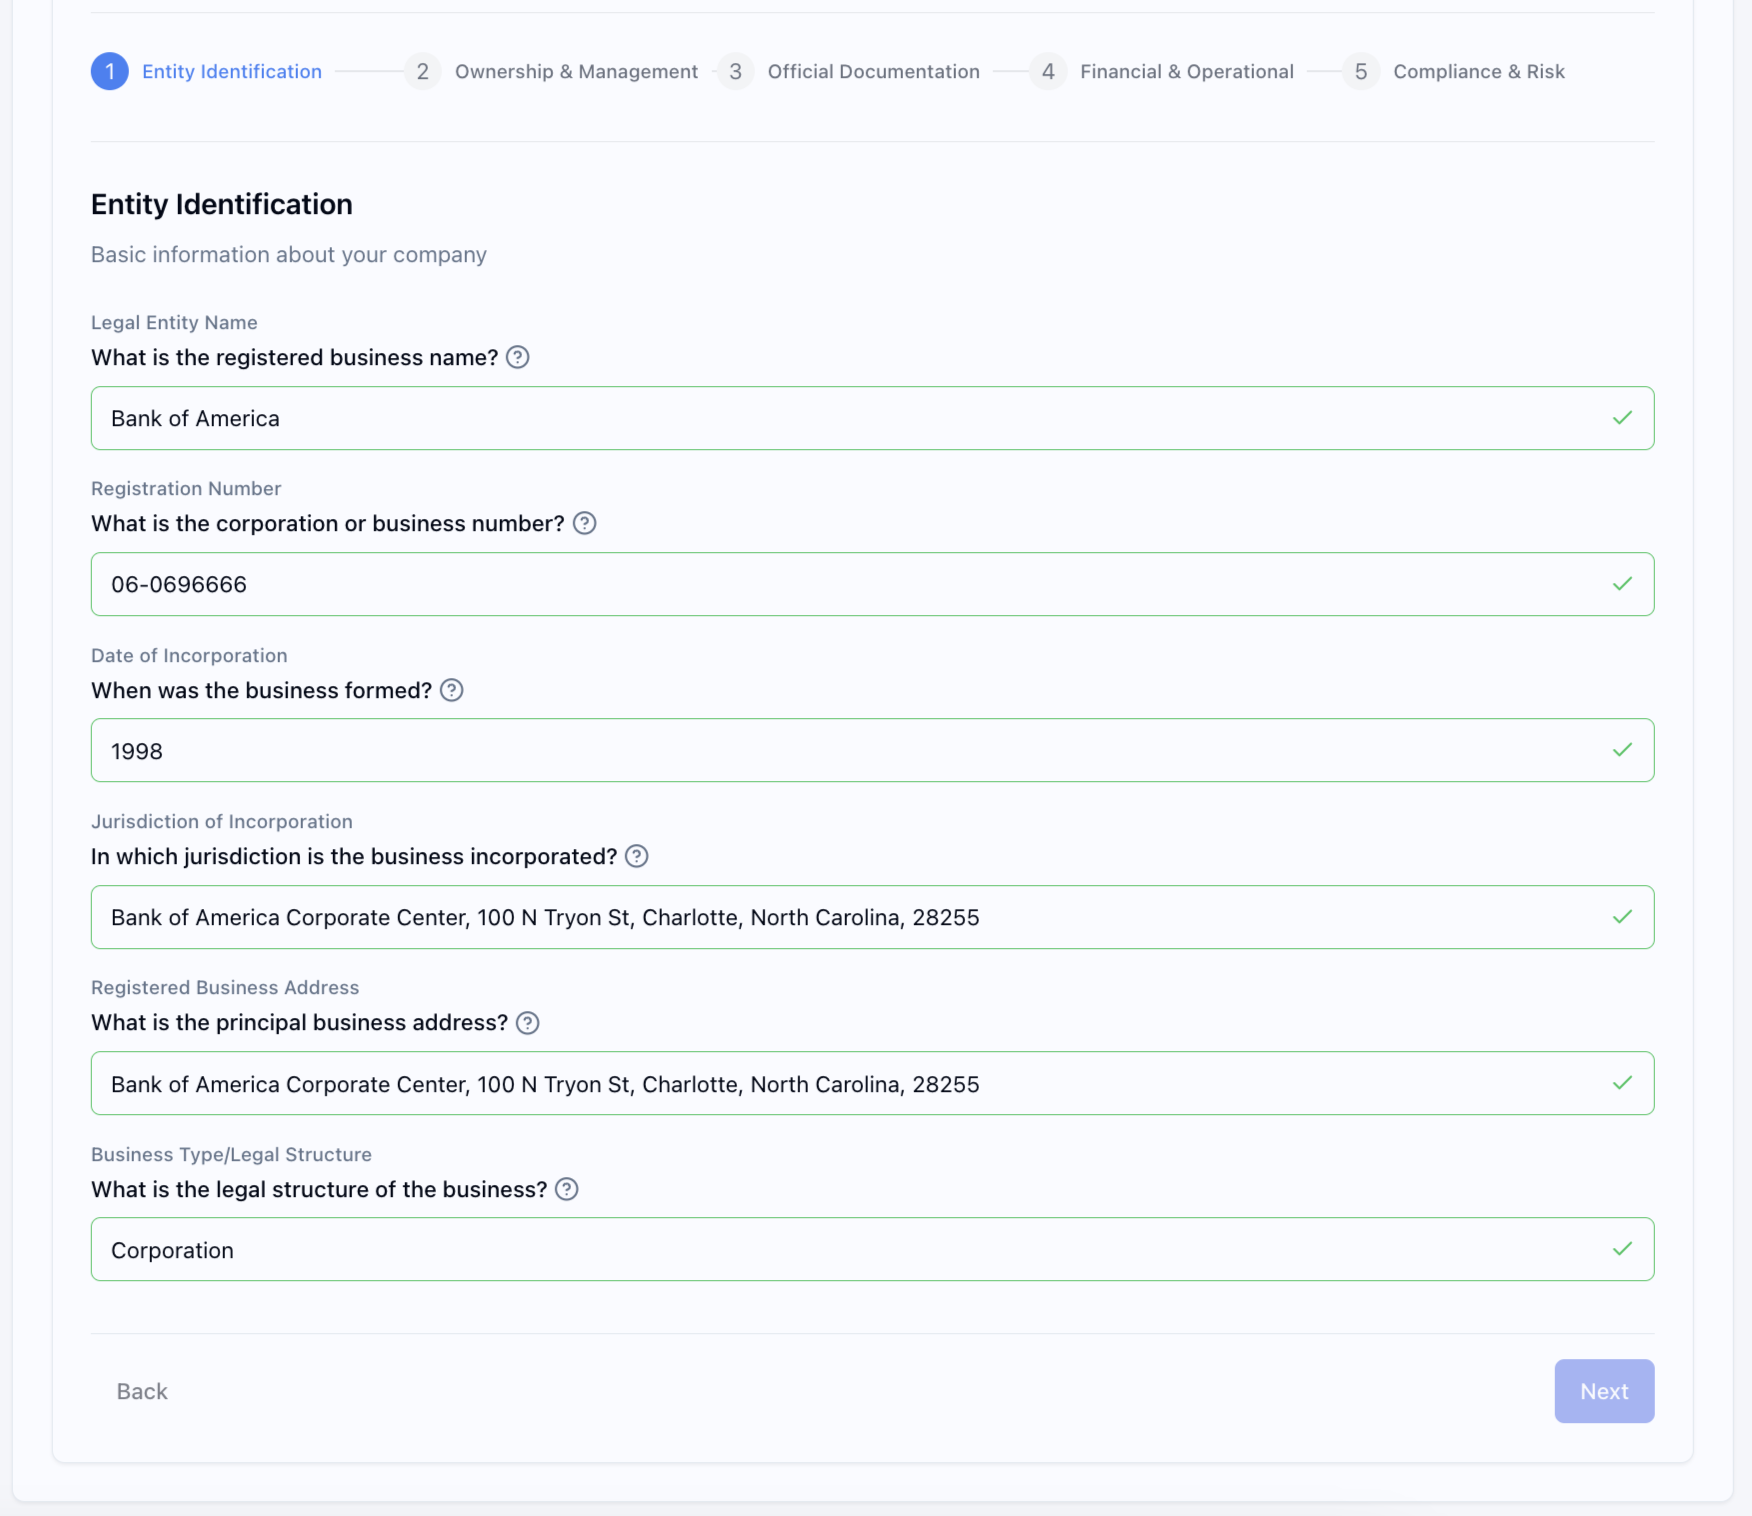 1 Entity Identification 2 Ownership & Management 3 Official Documentation 4 Financial & Operational 5 Compliance & Risk
Entity Identification
Basic information about your company
Legal Entity Name
What is the registered business name? ?
Bank of America
Registration Number
What is the corporation or business number? ?
06-0696666
Date of Incorporation
When was the business formed? ?
1998
Jurisdiction of Incorporation
In which jurisdiction is the business incorporated? ?
Bank of America Corporate Center, 100 N Tryon St, Charlotte, North Carolina, 28255
Registered Business Address
What is the principal business address? ?
Bank of America Corporate Center, 100 N Tryon St, Charlotte, North Carolina, 28255
Business Type/Legal Structure
What is the legal structure of the business? ?
Corporation
Back Next